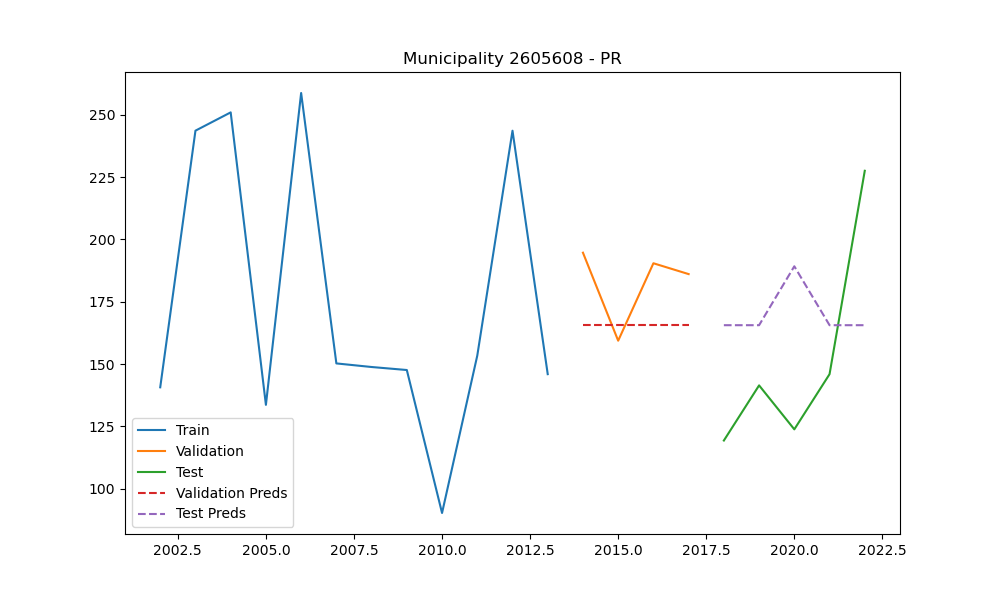 Municipality 2605608 - PR
250
225
200
175
150
125
100
Train
Validation
Test
Validation Preds
Test Preds
2002.5 2005.0 2007.5 2010.0 2012.5 2015.0 2017.5 2020.0 2022.5